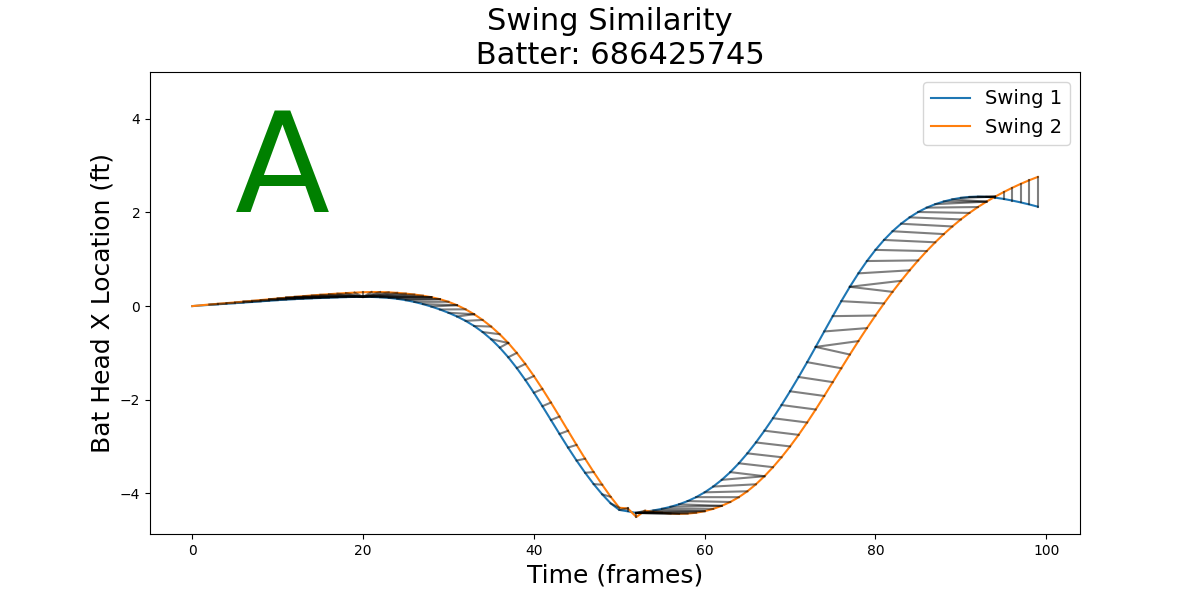 Swing Similarity
Batter: 686425745
A
Swing 1
Swing 2
Bat Head X Location (ft)
4
2
0
−2
−4
0 20 40 60 80 100
Time (frames)